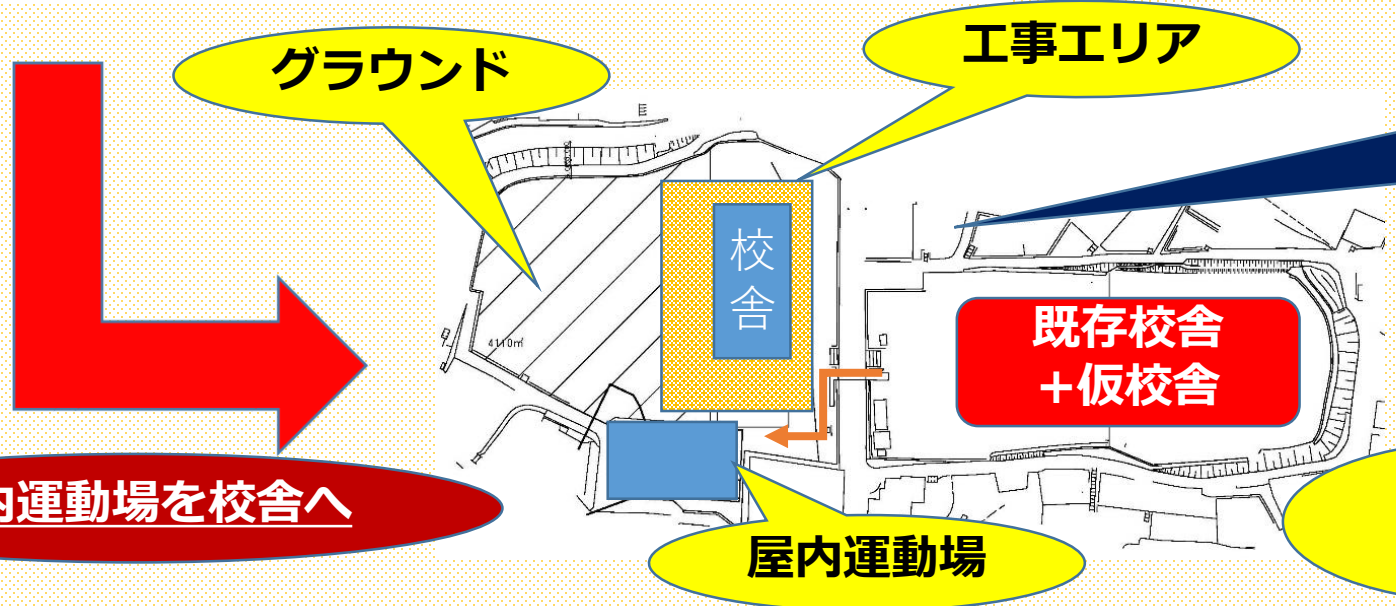 グラウンド
工事エリア
校舎
既存校舎
+仮校舎
4110㎡
内運動場を校舎へ
屋内運動場